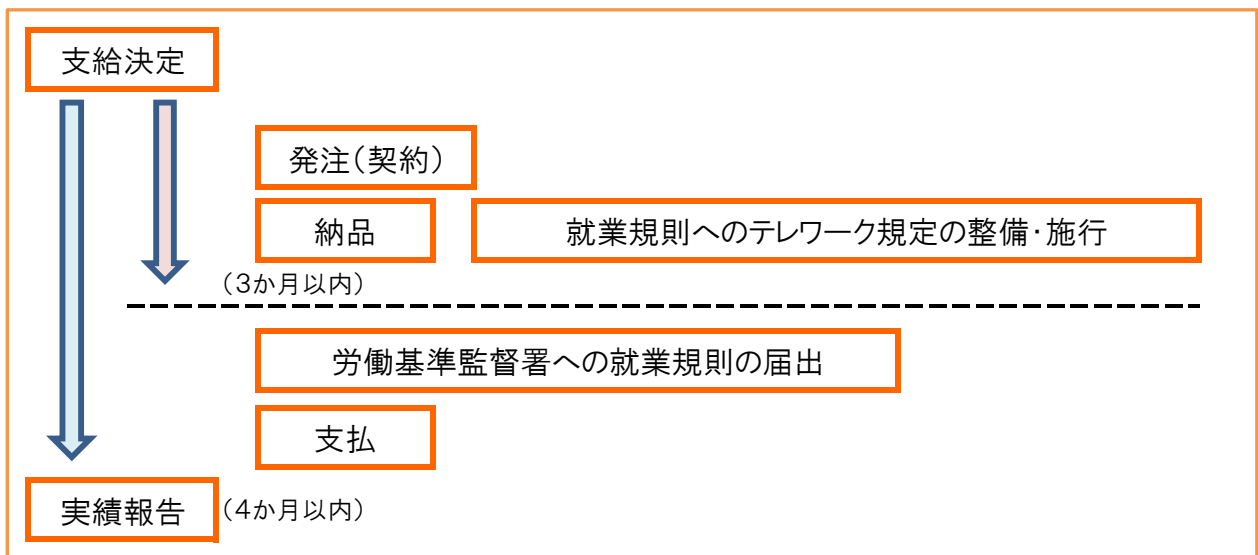 支給決定
発注（契約）
納品
就業規則へのテレワーク規定の整備・施行
（３か月以内）
労働基準監督署への就業規則の届出
支払
実績報告
（４か月以内）